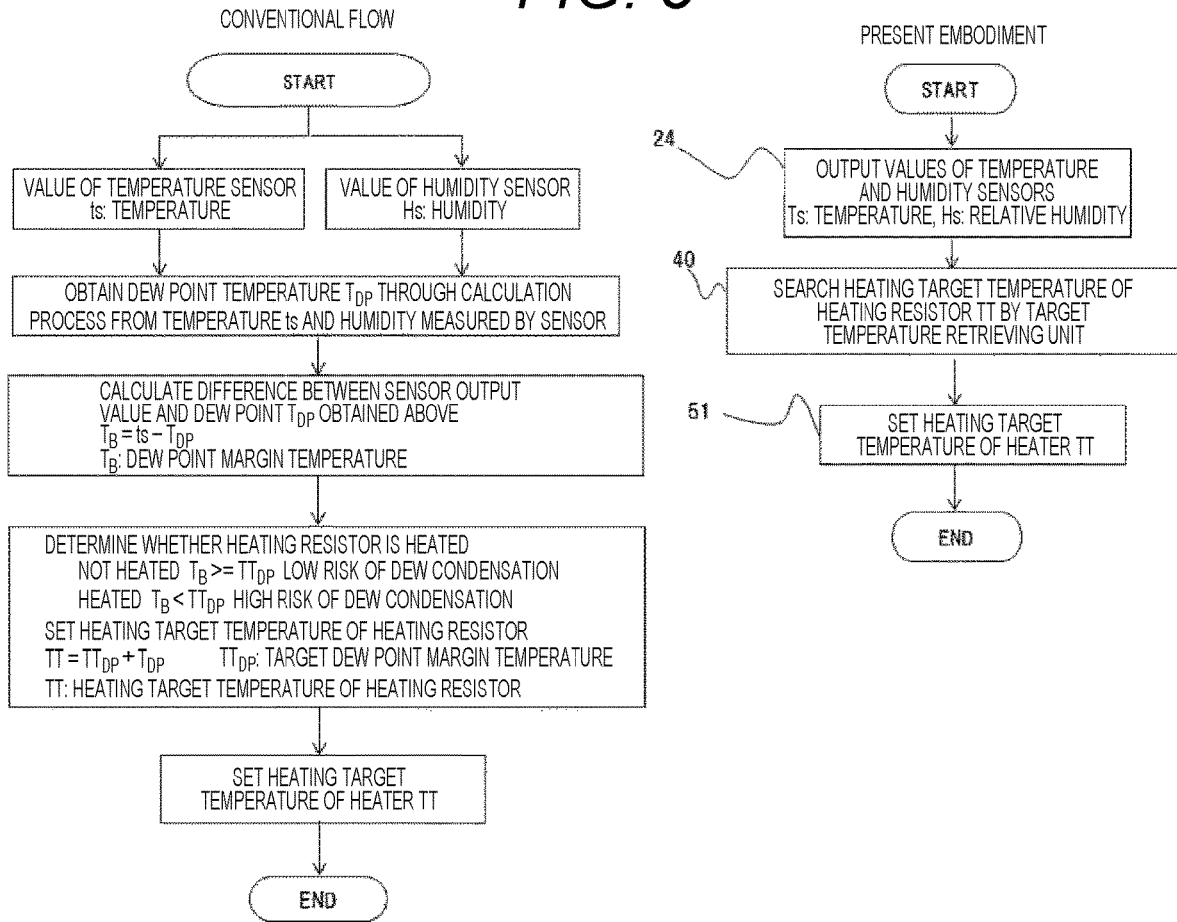 CONVENTIONAL FLOW
START
VALUE OF TEMPERATURE SENSOR
ts: TEMPERATURE
VALUE OF HUMIDITY SENSOR
Hs: HUMIDITY
OBTAIN DEW POINT TEMPERATURE TDP THROUGH CALCULATION
PROCESS FROM TEMPERATURE ts AND HUMIDITY MEASURED BY SENSOR
CALCULATE DIFFERENCE BETWEEN SENSOR OUTPUT
VALUE AND DEW POINT TDP OBTAINED ABOVE
TB = ts – TDP
TB: DEW POINT MARGIN TEMPERATURE
DETERMINE WHETHER HEATING RESISTOR IS HEATED
NOT HEATED TB >= TTDP LOW RISK OF DEW CONDENSATION
HEATED TB < TTDP HIGH RISK OF DEW CONDENSATION
SET HEATING TARGET TEMPERATURE OF HEATING RESISTOR
TT = TTDP + TDP TTDP: TARGET DEW POINT MARGIN TEMPERATURE
TT: HEATING TARGET TEMPERATURE OF HEATING RESISTOR
SET HEATING TARGET
TEMPERATURE OF HEATER TT
END
PRESENT EMBODIMENT
START
24
OUTPUT VALUES OF TEMPERATURE
AND HUMIDITY SENSORS
Ts: TEMPERATURE, Hs: RELATIVE HUMIDITY
40
SEARCH HEATING TARGET TEMPERATURE OF
HEATING RESISTOR TT BY TARGET
TEMPERATURE RETRIEVING UNIT
51
SET HEATING TARGET
TEMPERATURE OF HEATER TT
END